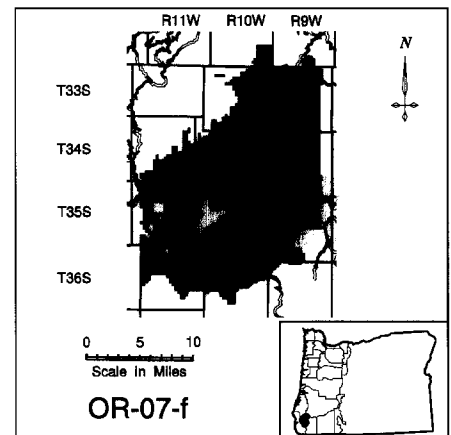 R11W R10W R9W
N
T33S
T34S
T35S
T36S
0 5 10
Scale in Miles
OR-07-f